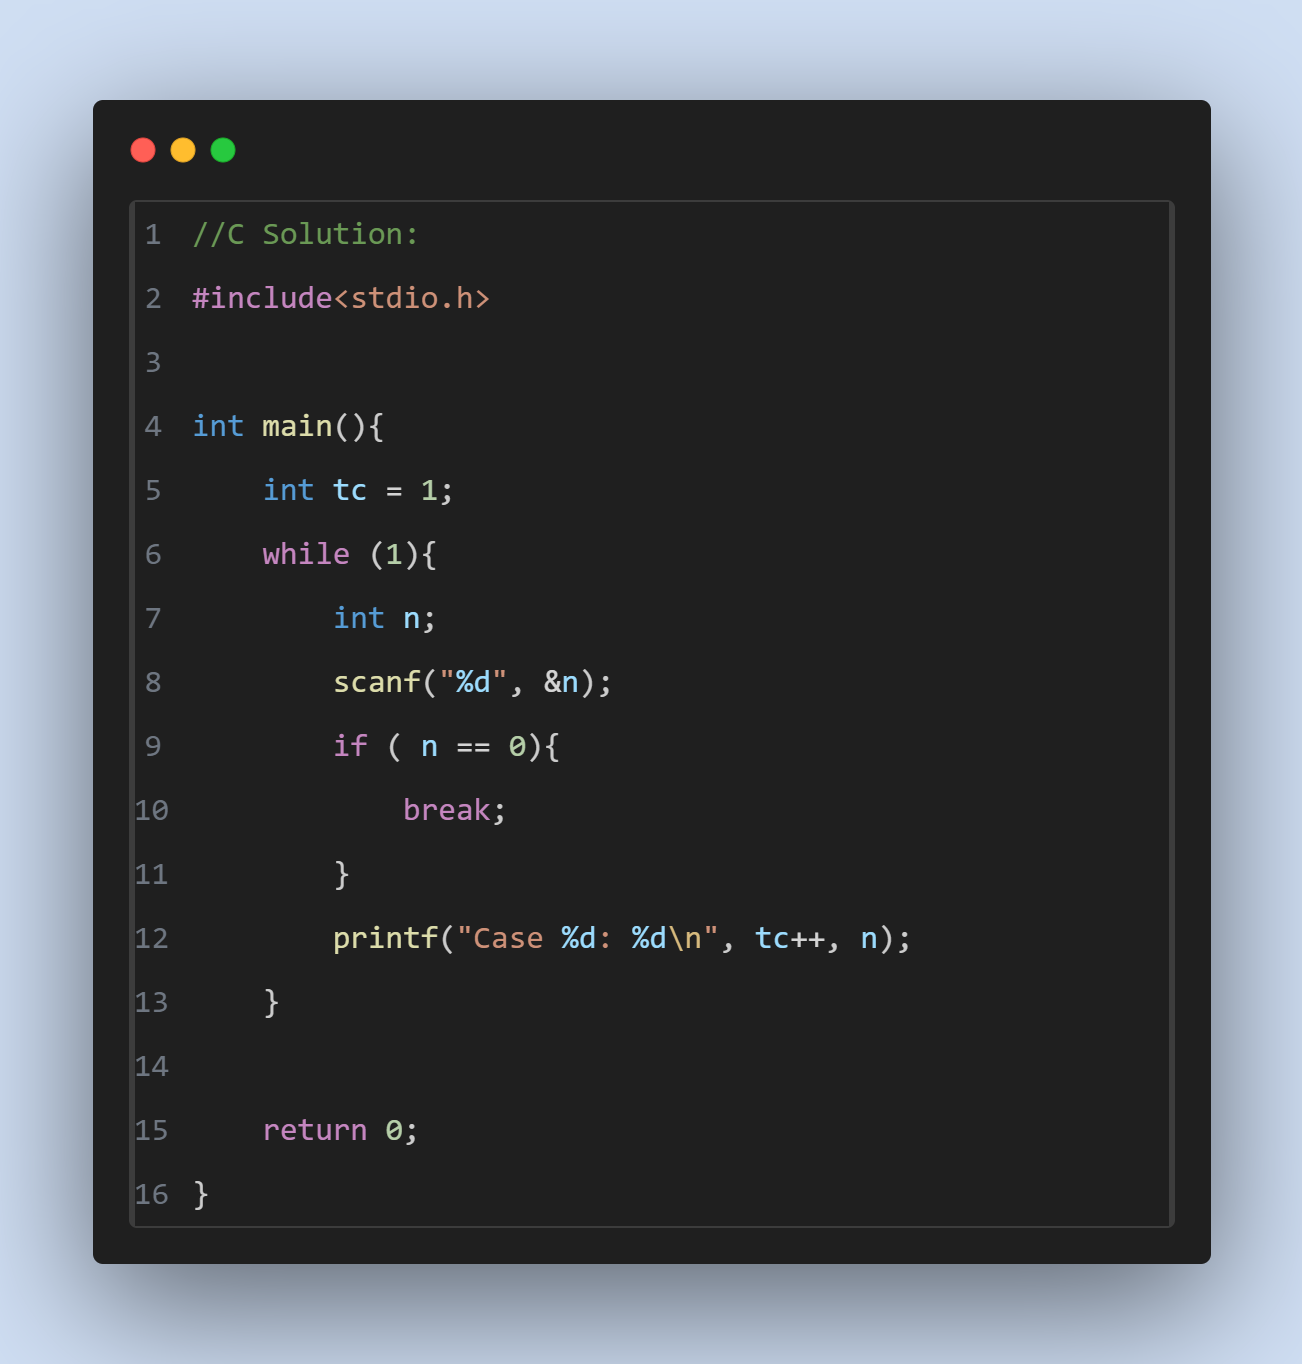 1 //C Solution:
2 #include<stdio.h>
3
4 int main(){
5     int tc = 1;
6     while (1){
7         int n;
8         scanf("%d", &n);
9         if ( n == 0){
10             break;
11         }
12         printf("Case %d: %d\n", tc++, n);
13     }
14
15     return 0;
16 }